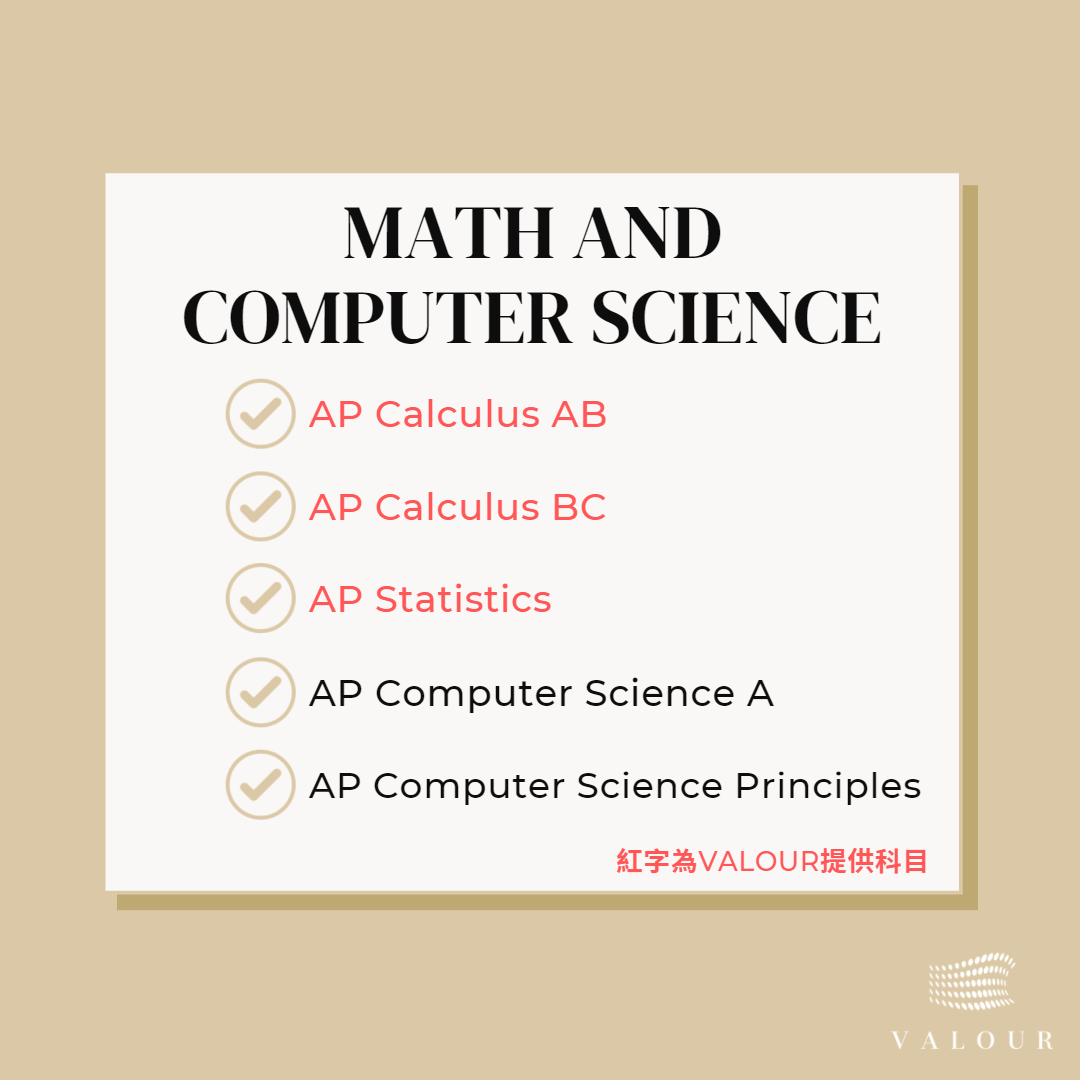 MATH AND
COMPUTER SCIENCE
AP Calculus AB
AP Calculus BC
AP Statistics
AP Computer Science A
AP Computer Science Principles
紅字為VALOUR提供科目
VALOUR